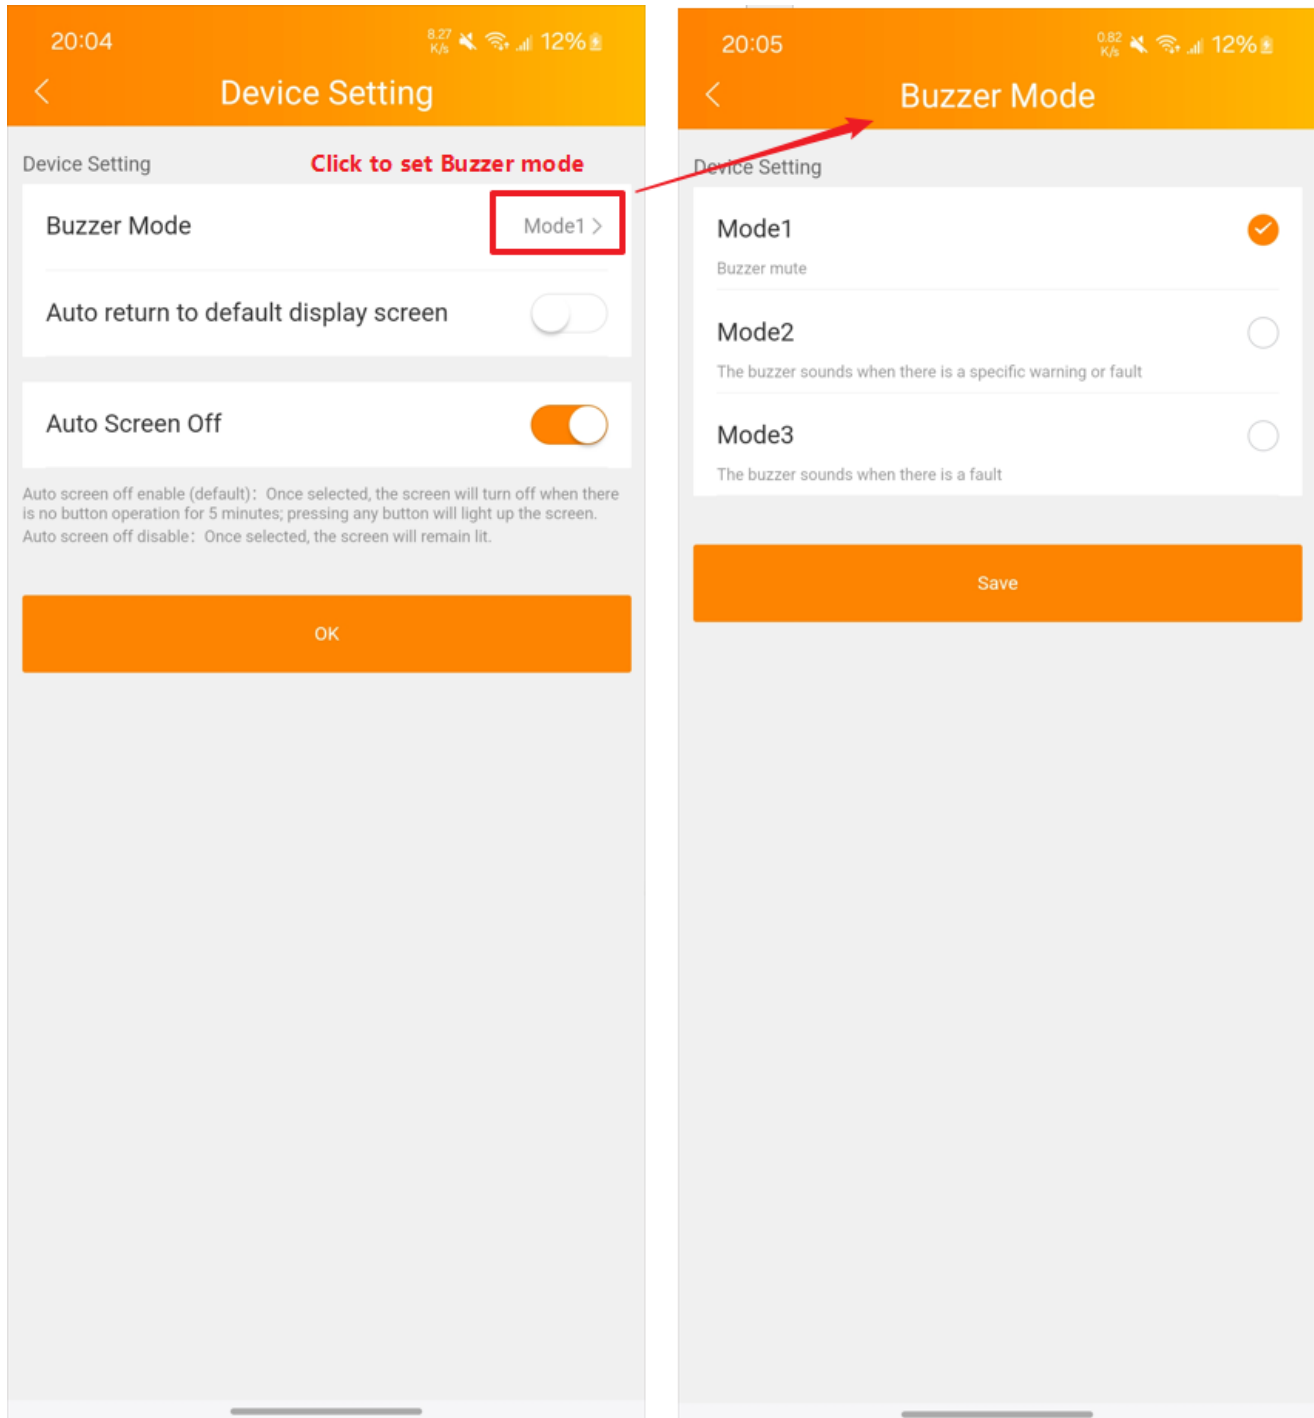 20:04
8.27
K/s
12%
Device Setting
Device Setting
Click to set Buzzer mode
Buzzer Mode
Mode1 >
Auto return to default display screen
Auto Screen Off
Auto screen off enable (default)：Once selected, the screen will turn off when there
is no button operation for 5 minutes; pressing any button will light up the screen.
Auto screen off disable：Once selected, the screen will remain lit.
OK
20:05
0.82
K/s
12%
Buzzer Mode
Device Setting
Mode1
Buzzer mute
Mode2
The buzzer sounds when there is a specific warning or fault
Mode3
The buzzer sounds when there is a fault
Save